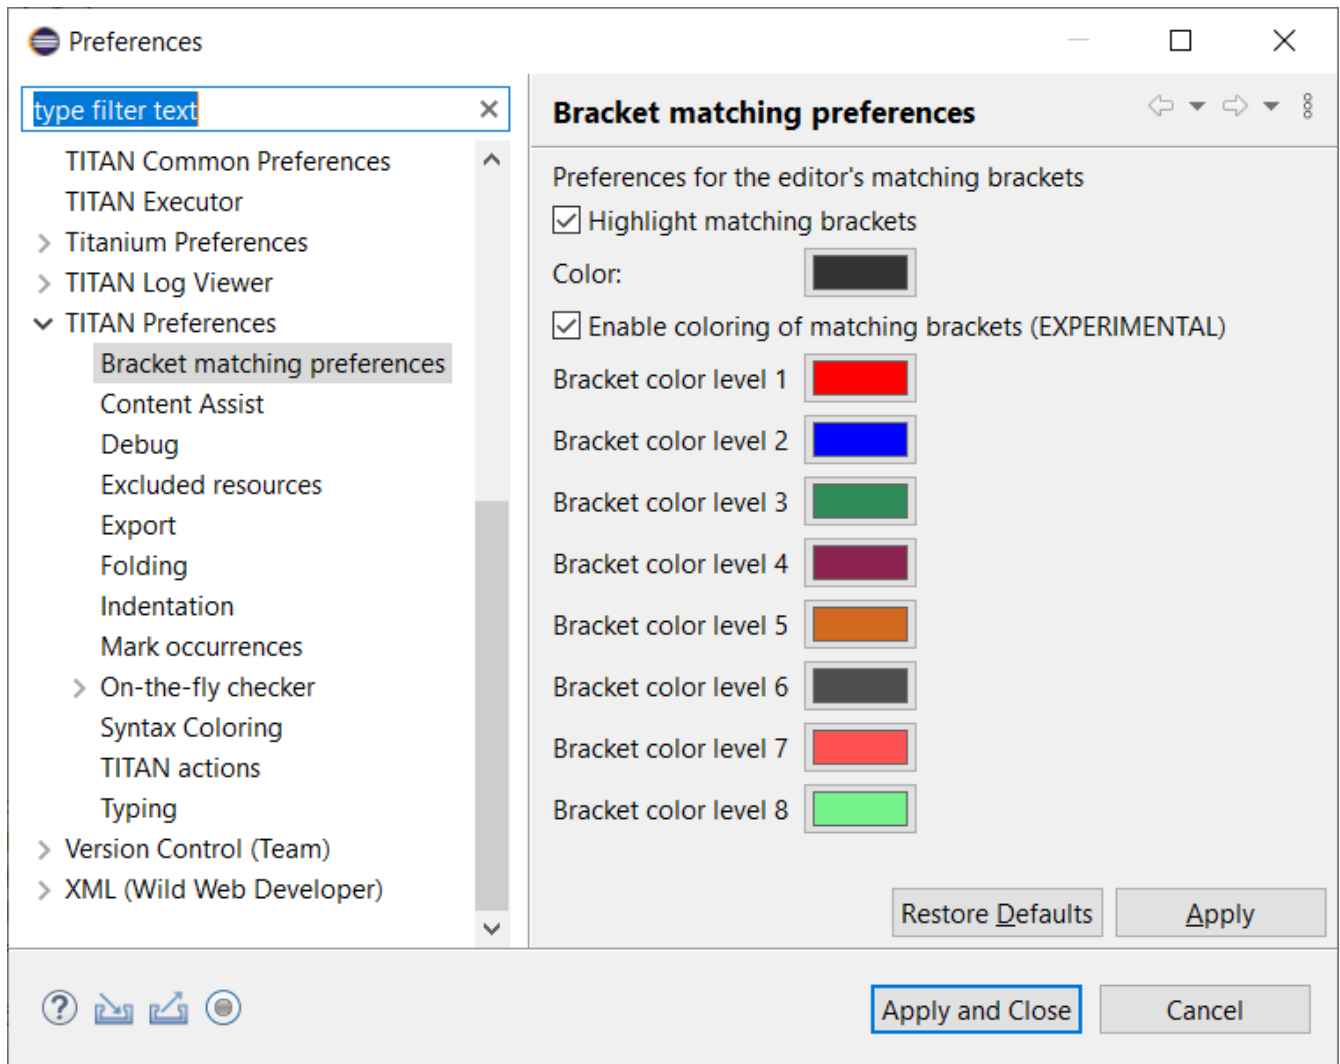 Preferences
type filter text
TITAN Common Preferences
TITAN Executor
Titanium Preferences
TITAN Log Viewer
TITAN Preferences
Bracket matching preferences
Content Assist
Debug
Excluded resources
Export
Folding
Indentation
Mark occurrences
On-the-fly checker
Syntax Coloring
TITAN actions
Typing
Version Control (Team)
XML (Wild Web Developer)
Bracket matching preferences
Preferences for the editor's matching brackets
Highlight matching brackets
Color:
Enable coloring of matching brackets (EXPERIMENTAL)
Bracket color level 1
Bracket color level 2
Bracket color level 3
Bracket color level 4
Bracket color level 5
Bracket color level 6
Bracket color level 7
Bracket color level 8
Restore Defaults
Apply
Apply and Close
Cancel